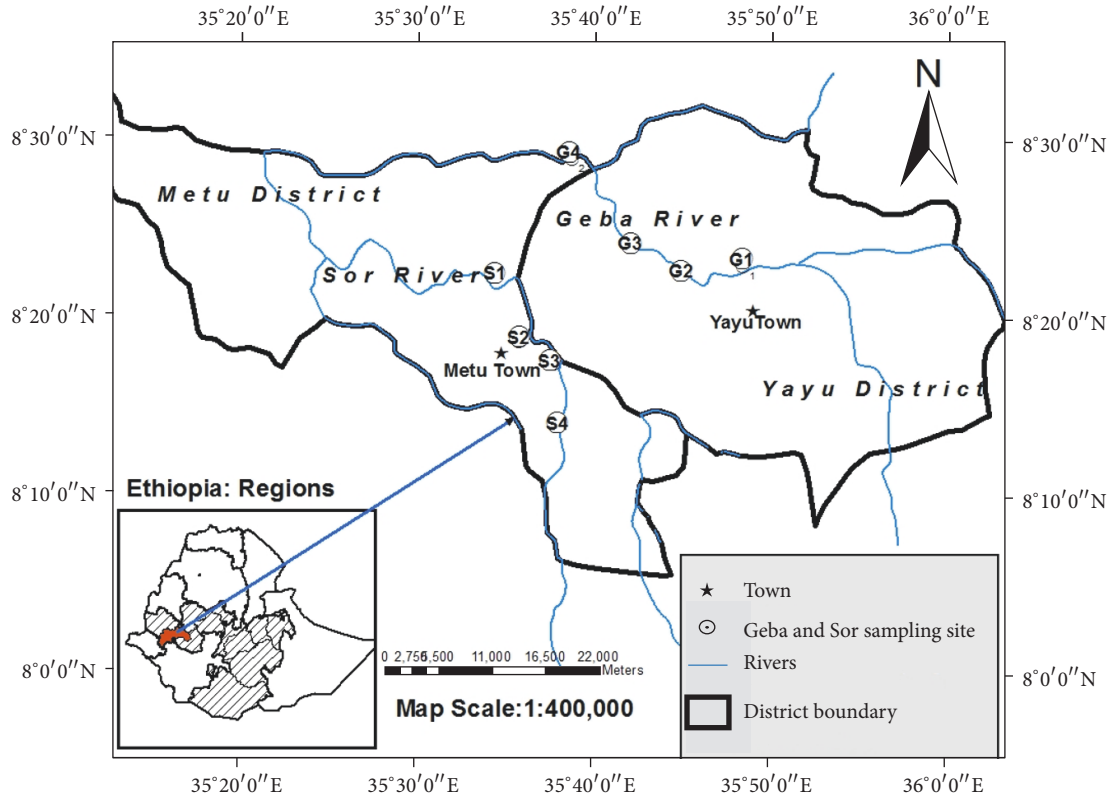 35°20′0″E 35°30′0″E 35°40′0″E 35°50′0″E 36°0′0″E
N
8°30′0″N 8°30′0″N
G4
2
Metu District
Geba River
G3
G1
1
G2
Sor River S1
8°20′0″N 8°20′0″N
Yayu Town
S2
S3
Metu Town
Yayu District
S4
8°10′0″N 8°10′0″N
Ethiopia: Regions
Town
Geba and Sor sampling site
Rivers
District boundary
0 2,750 5,500 11,000 16,500 22,000
Meters
8°0′0″N 8°0′0″N
Map Scale:1:400,000
35°20′0″E 35°30′0″E 35°40′0″E 35°50′0″E 36°0′0″E